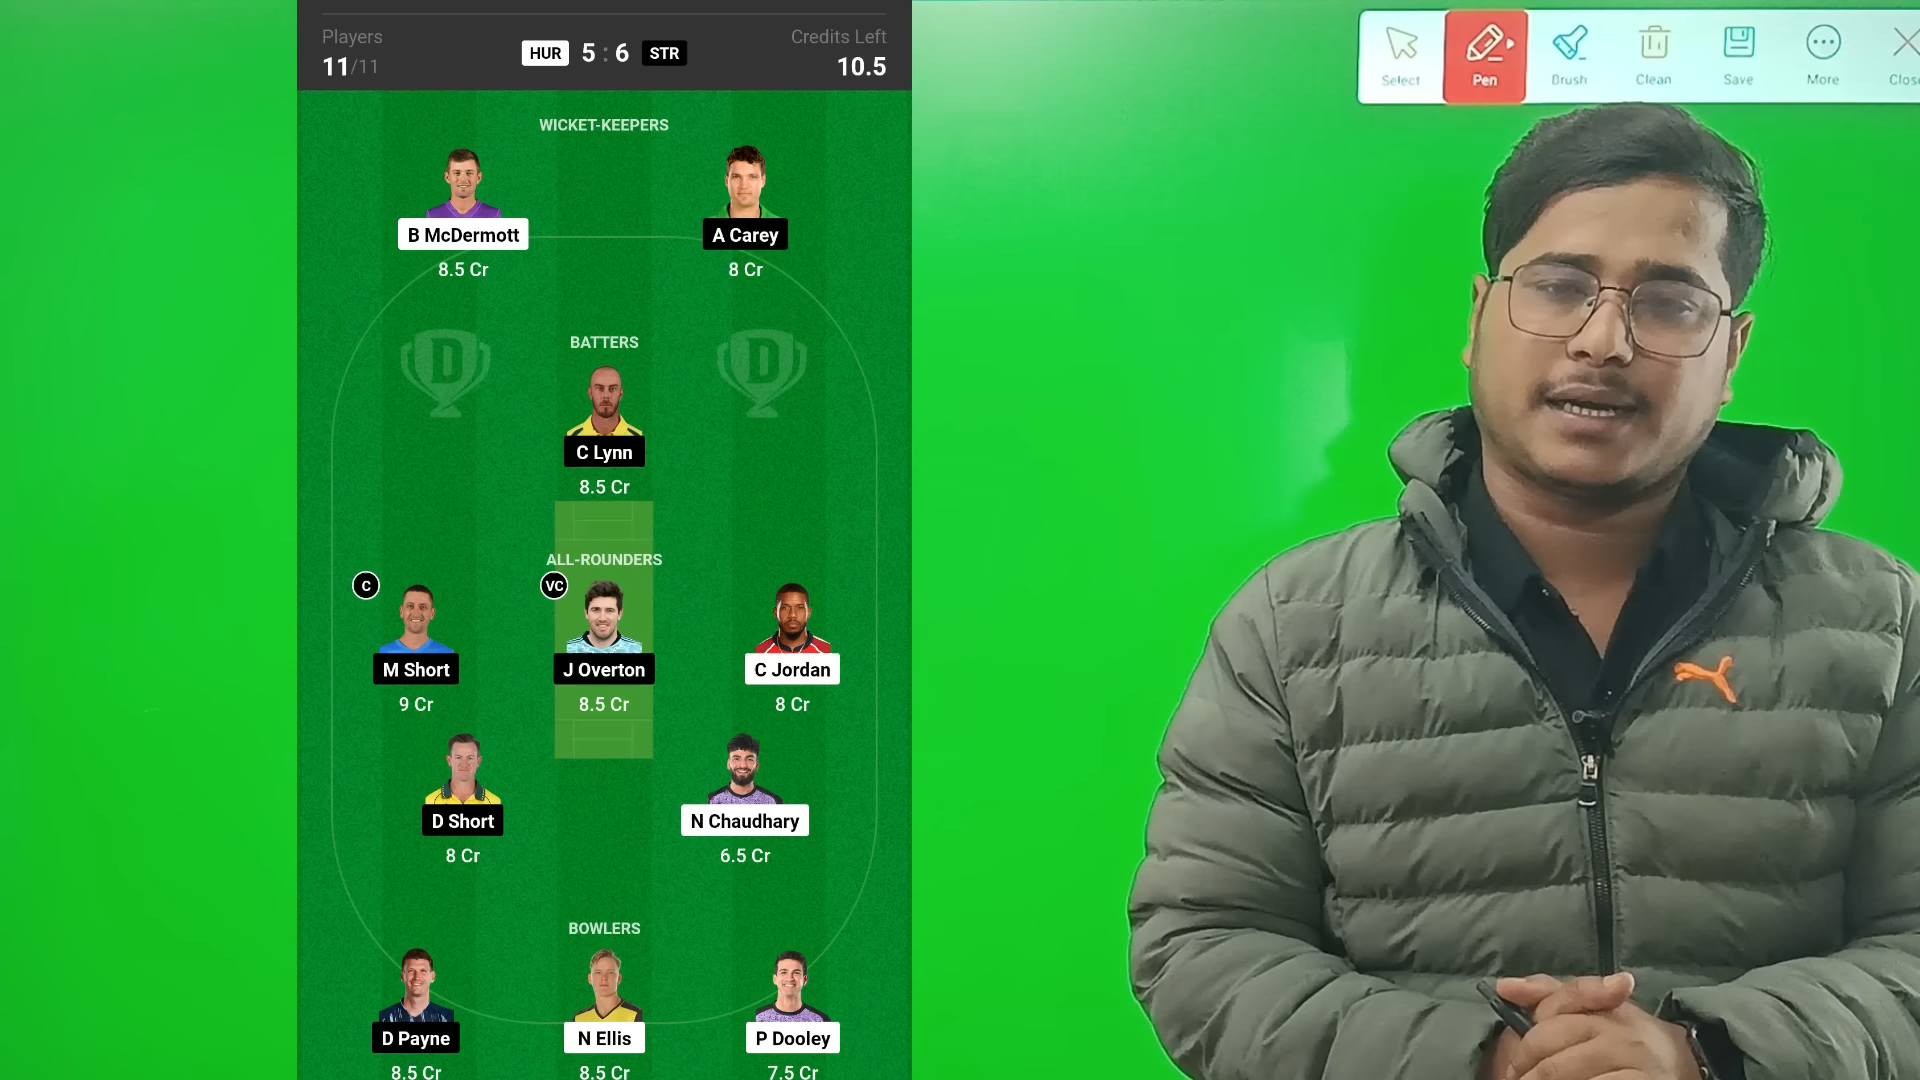 Players
11/11
HUR 5 : 6 STR
Credits Left
10.5
WICKET-KEEPERS
B McDermott
8.5 Cr
A Carey
8 Cr
BATTERS
C Lynn
8.5 Cr
ALL-ROUNDERS
C
M Short
9 Cr
VC
J Overton
8.5 Cr
C Jordan
8 Cr
D Short
8 Cr
N Chaudhary
6.5 Cr
BOWLERS
D Payne
8.5 Cr
N Ellis
8.5 Cr
P Dooley
7.5 Cr
D
D
Select
Pen
Brush
Clean
Save
More
Close